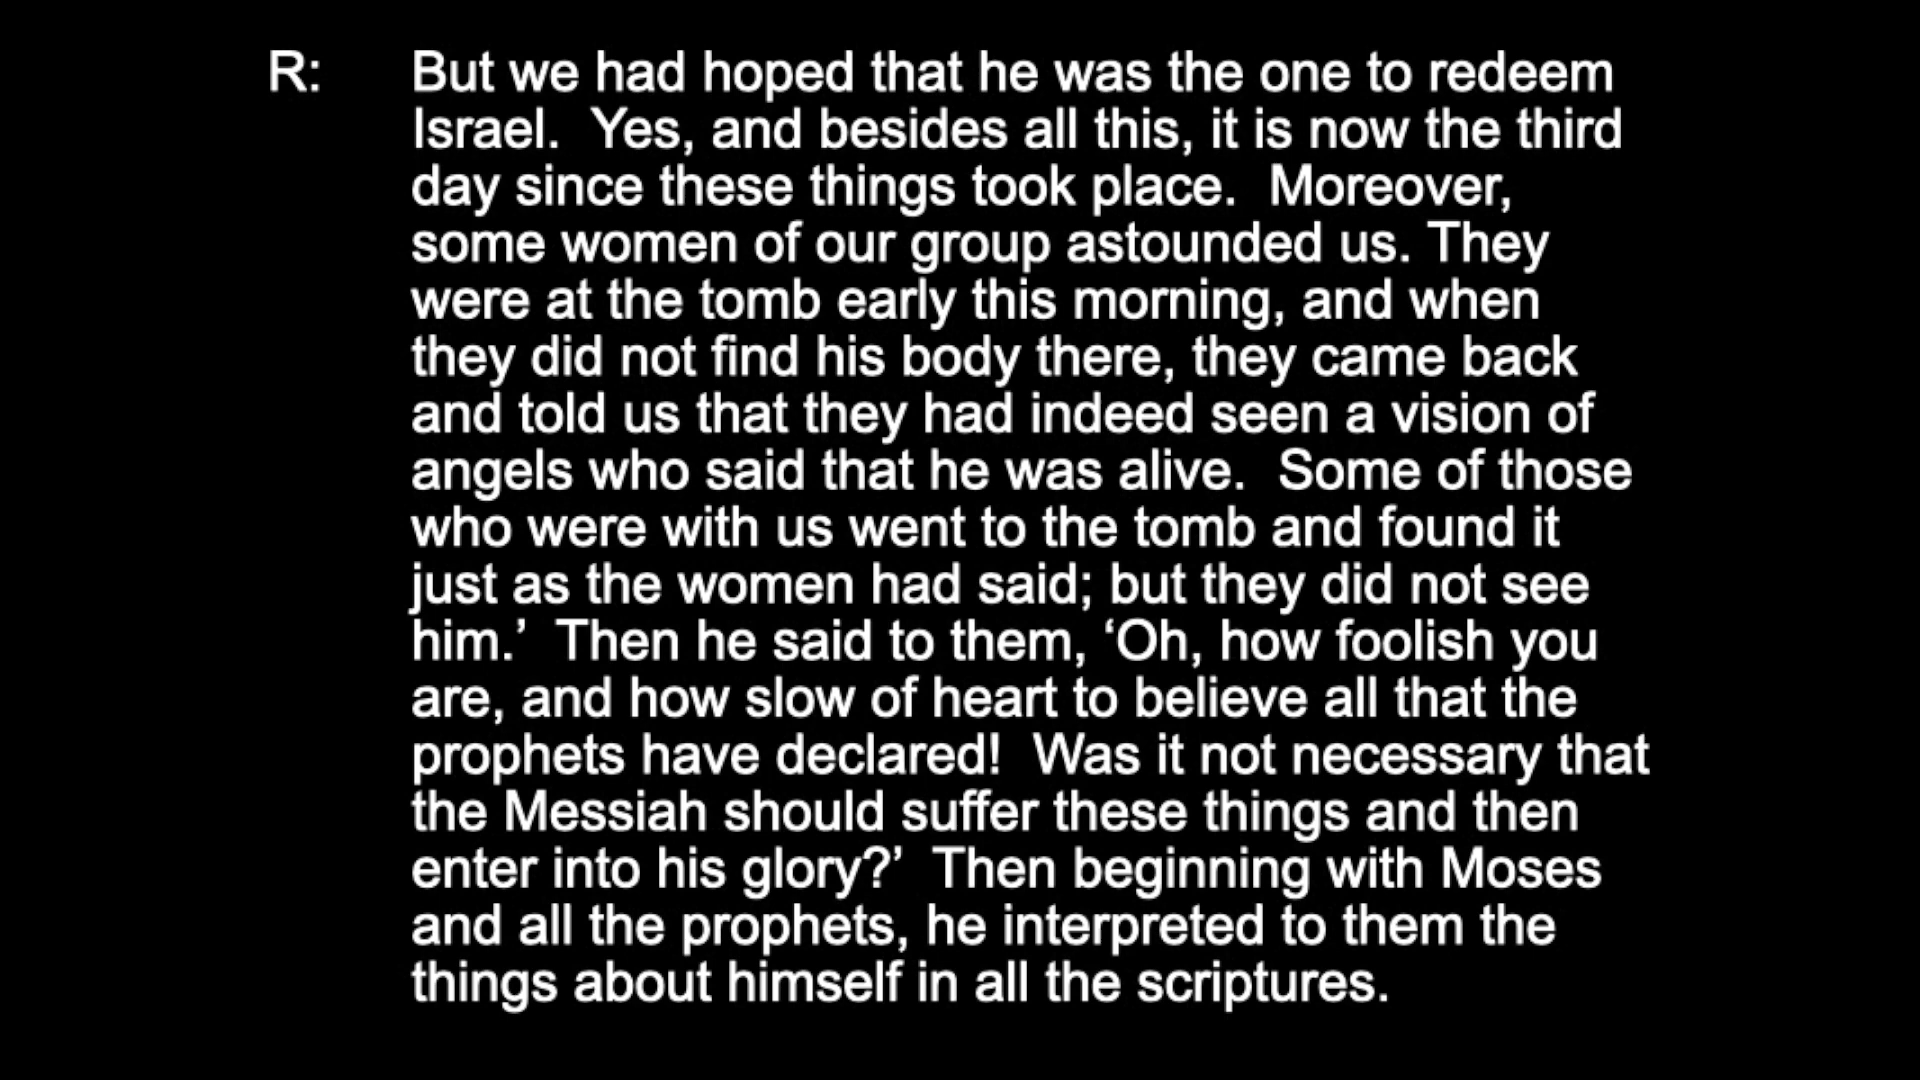 R: But we had hoped that he was the one to redeem
Israel.  Yes, and besides all this, it is now the third
day since these things took place.  Moreover,
some women of our group astounded us. They
were at the tomb early this morning, and when
they did not find his body there, they came back
and told us that they had indeed seen a vision of
angels who said that he was alive.  Some of those
who were with us went to the tomb and found it
just as the women had said; but they did not see
him.’  Then he said to them, ‘Oh, how foolish you
are, and how slow of heart to believe all that the
prophets have declared!  Was it not necessary that
the Messiah should suffer these things and then
enter into his glory?’  Then beginning with Moses
and all the prophets, he interpreted to them the
things about himself in all the scriptures.